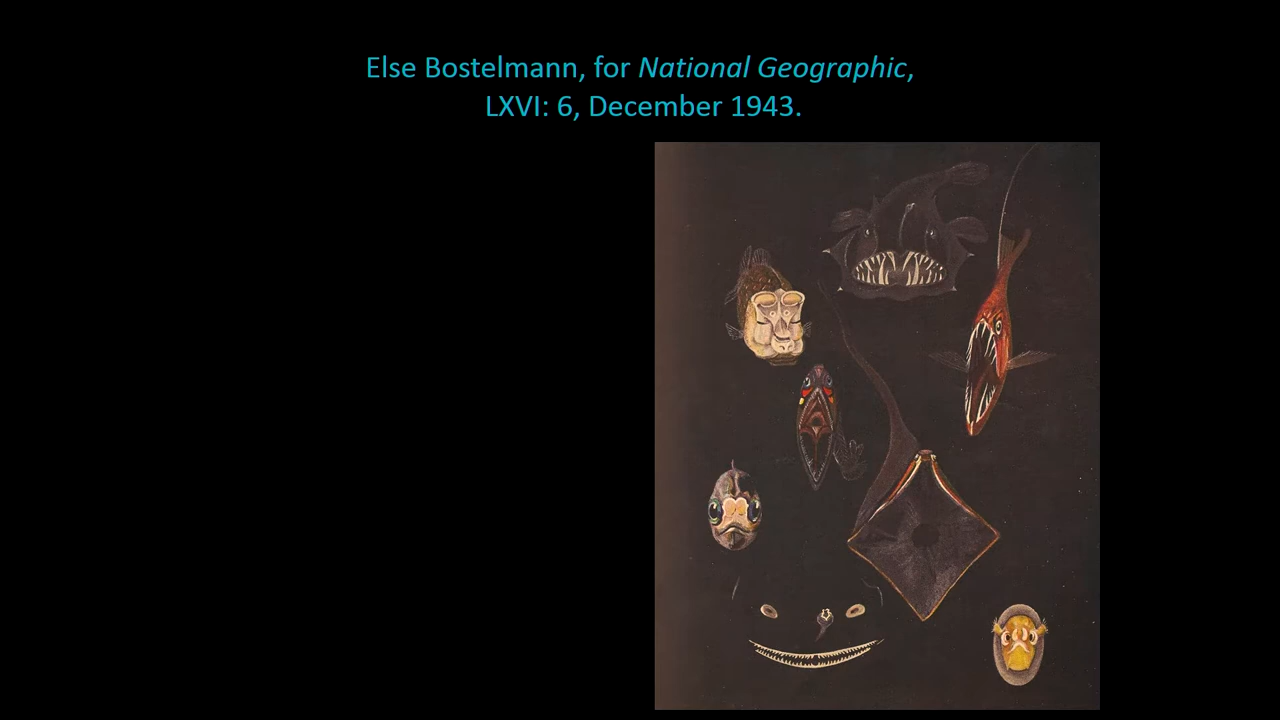 Else Bostelmann, for National Geographic,
LXVI: 6, December 1943.